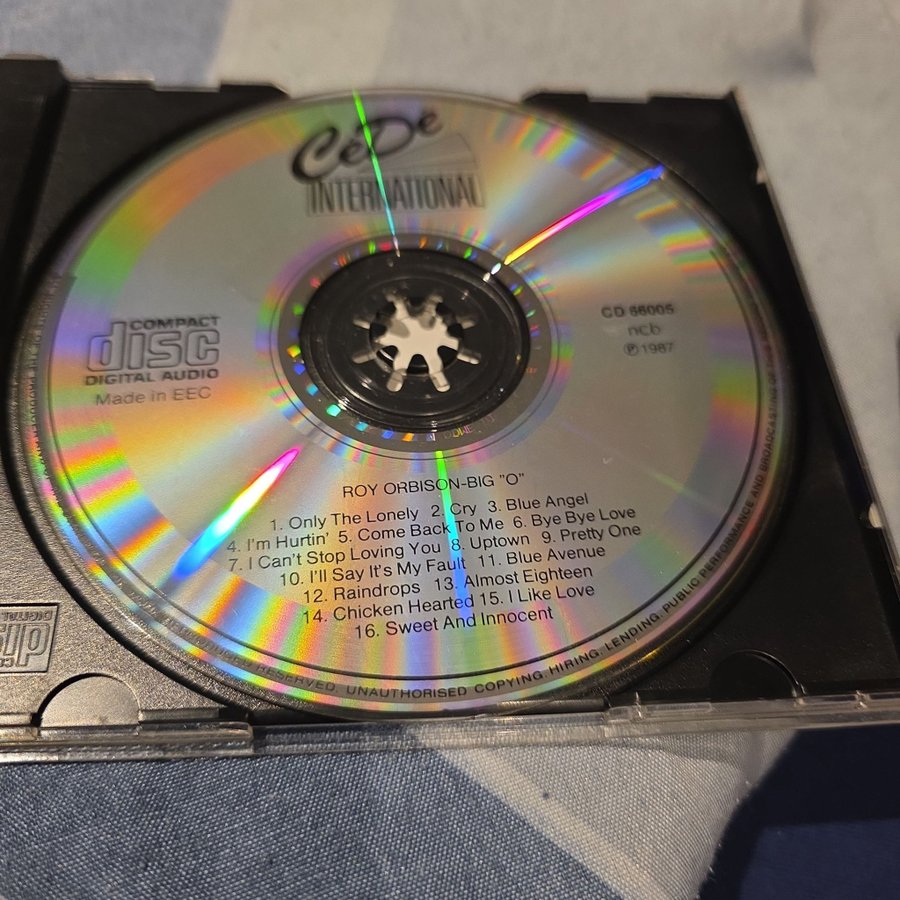 CéDé
INTERNATIONAL
COMPACT
disc
DIGITAL AUDIO
Made in EEC
CD 66005
ncb
Ⓟ1987
ROY ORBISON-BIG "O"
1. Only The Lonely 2. Cry 3. Blue Angel
4. I'm Hurtin' 5. Come Back To Me 6. Bye Bye Love
7. I Can't Stop Loving You 8. Uptown 9. Pretty One
10. I'll Say It's My Fault 11. Blue Avenue
12. Raindrops 13. Almost Eighteen
14. Chicken Hearted 15. I Like Love
16. Sweet And Innocent
RESERVED. UNAUTHORISED COPYING. HIRING. LENDING. PUBLIC PERFORMANCE AND BROADCASTING
disc
DIGITAL